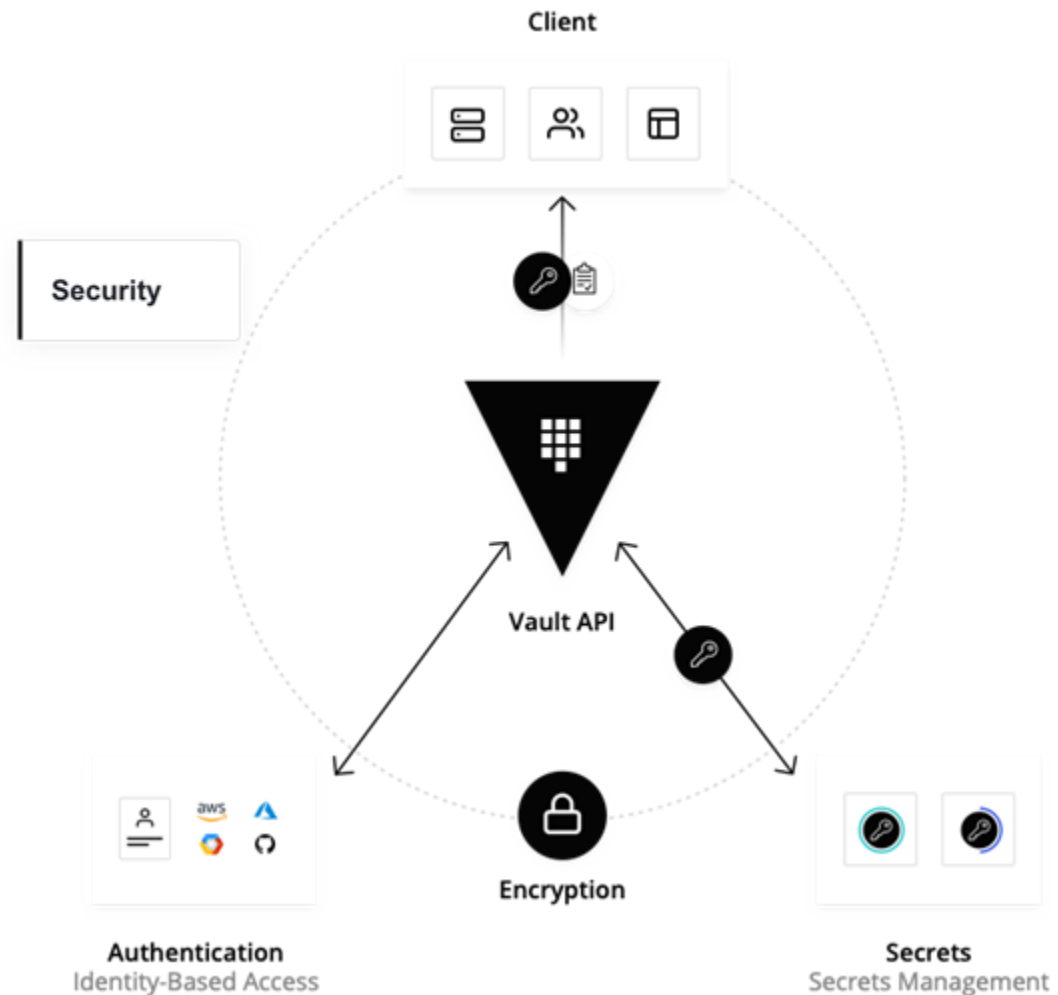 Client
Security
Vault API
aws
Encryption
Authentication
Identity-Based Access
Secrets
Secrets Management